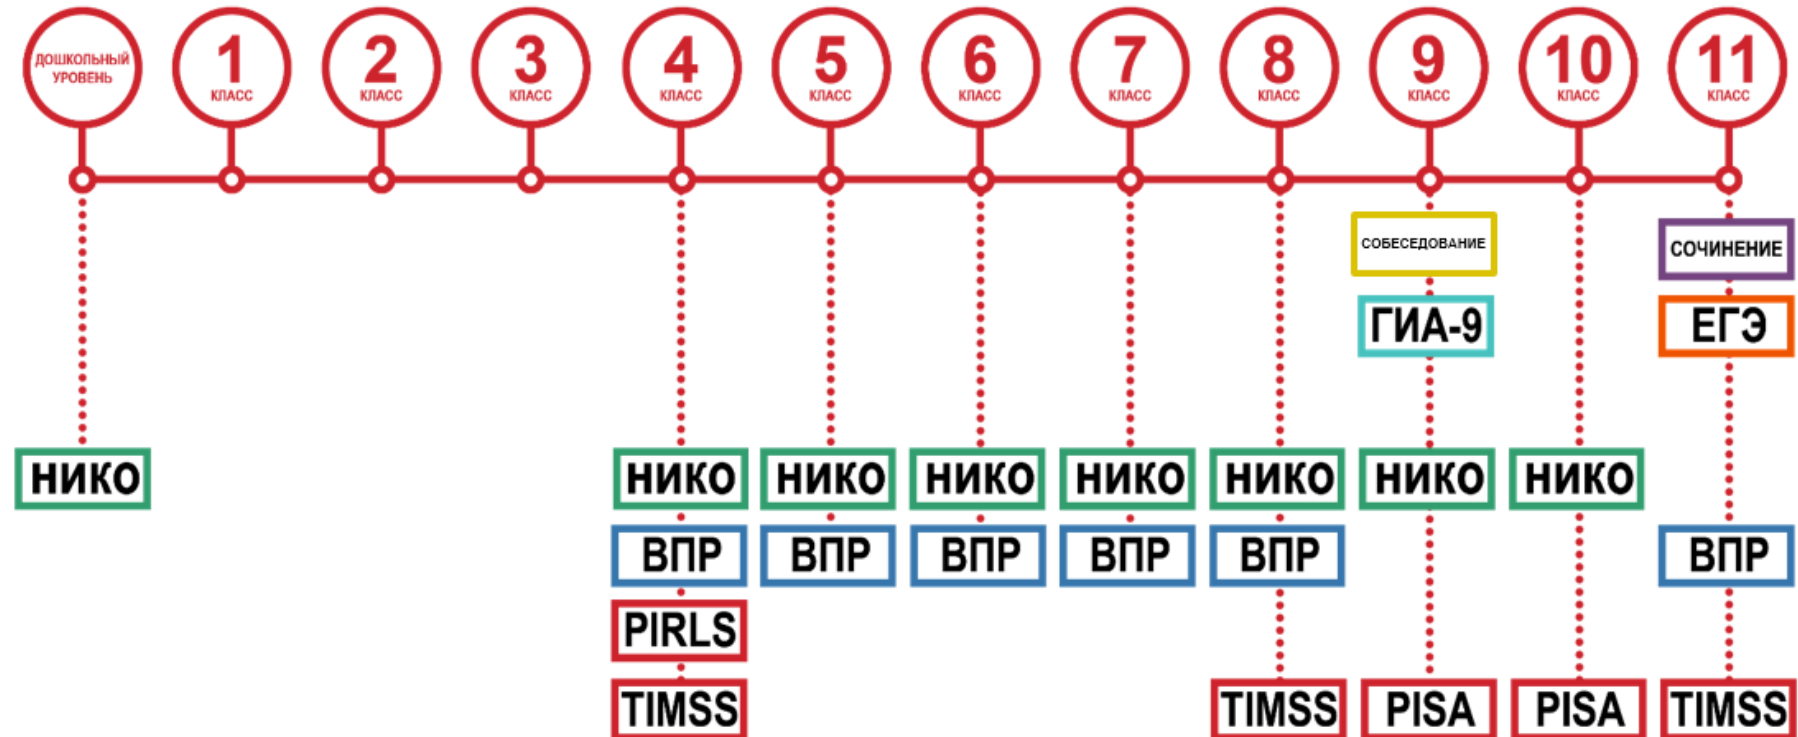 ДОШКОЛЬНЫЙ
УРОВЕНЬ
1
КЛАСС
2
КЛАСС
3
КЛАСС
4
КЛАСС
5
КЛАСС
6
КЛАСС
7
КЛАСС
8
КЛАСС
9
КЛАСС
10
КЛАСС
11
КЛАСС
СОБЕСЕДОВАНИЕ
СОЧИНЕНИЕ
ГИА-9
ЕГЭ
НИКО
НИКО
НИКО
НИКО
НИКО
НИКО
НИКО
НИКО
ВПР
ВПР
ВПР
ВПР
ВПР
ВПР
PIRLS
TIMSS
TIMSS
PISA
PISA
TIMSS